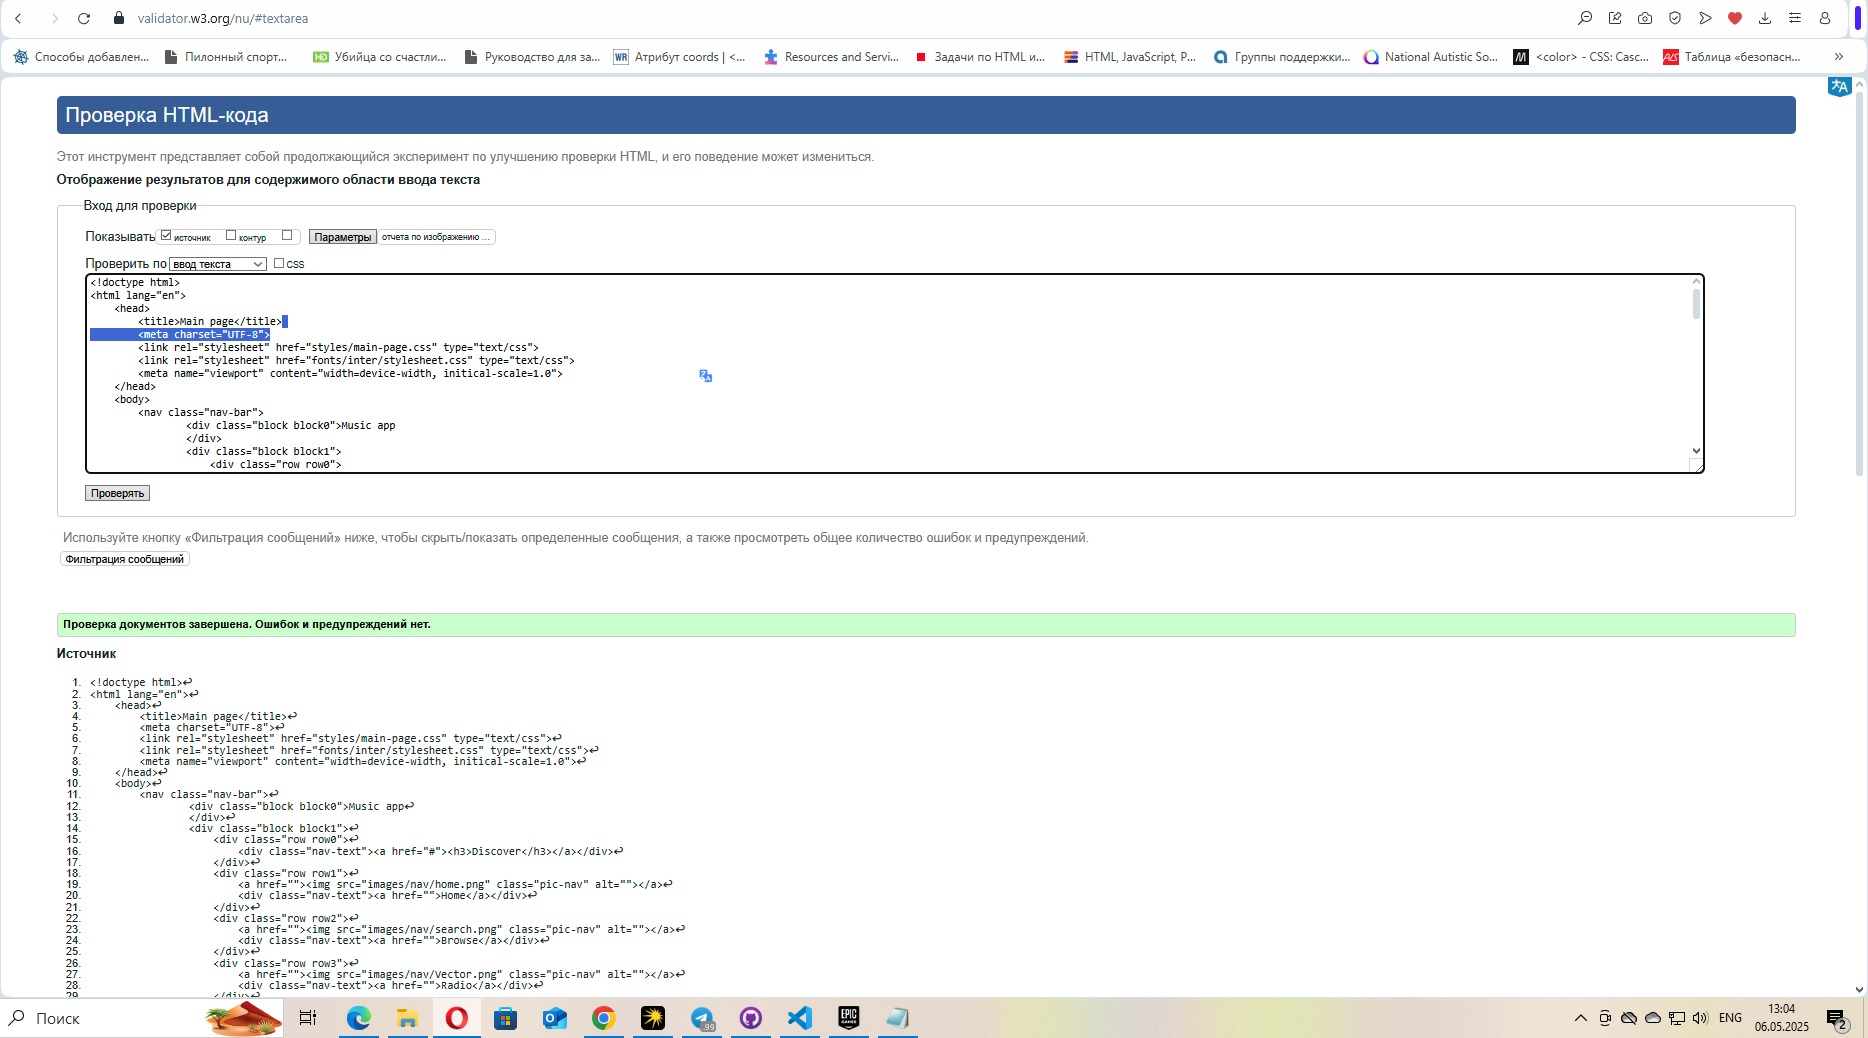 validator.w3.org/nu/#textarea
Способы добавлен...
Пилонный спорт...
HD Убийца со счастли...
Руководство для за...
WR Атрибут coords | <...
Resources and Servi...
Задачи по HTML и...
HTML, JavaScript, P...
Группы поддержки...
National Autistic So...
<color> - CSS: Casc...
ALS Таблица «безопасн...
»
Проверка HTML-кода
Этот инструмент представляет собой продолжающийся эксперимент по улучшению проверки HTML, и его поведение может измениться.
Отображение результатов для содержимого области ввода текста
Вход для проверки
Показывать источник контур Параметры отчета по изображению ...
Проверить по ввод текста CSS
<!doctype html>
<html lang="en">
<head>
<title>Main page</title>
<meta charset="UTF-8">
<link rel="stylesheet" href="styles/main-page.css" type="text/css">
<link rel="stylesheet" href="fonts/inter/stylesheet.css" type="text/css">
<meta name="viewport" content="width=device-width, initical-scale=1.0">
</head>
<body>
<nav class="nav-bar">
<div class="block block0">Music app
</div>
<div class="block block1">
<div class="row row0">
Проверять
Используйте кнопку «Фильтрация сообщений» ниже, чтобы скрыть/показать определенные сообщения, а также просмотреть общее количество ошибок и предупреждений.
Фильтрация сообщений
Проверка документов завершена. Ошибок и предупреждений нет.
Источник
1. <!doctype html>↩
2. <html lang="en">↩
3. <head>↩
4. <title>Main page</title>↩
5. <meta charset="UTF-8">↩
6. <link rel="stylesheet" href="styles/main-page.css" type="text/css">↩
7. <link rel="stylesheet" href="fonts/inter/stylesheet.css" type="text/css">↩
8. <meta name="viewport" content="width=device-width, initical-scale=1.0">↩
9. </head>↩
10. <body>↩
11. <nav class="nav-bar">↩
12. <div class="block block0">Music app↩
13. </div>↩
14. <div class="block block1">↩
15. <div class="row row0">↩
16. <div class="nav-text"><a href="#"><h3>Discover</h3></a></div>↩
17. </div>↩
18. <div class="row row1">↩
19. <a href=""><img src="images/nav/home.png" class="pic-nav" alt=""></a>↩
20. <div class="nav-text"><a href="">Home</a></div>↩
21. </div>↩
22. <div class="row row2">↩
23. <a href=""><img src="images/nav/search.png" class="pic-nav" alt=""></a>↩
24. <div class="nav-text"><a href="">Browse</a></div>↩
25. </div>↩
26. <div class="row row3">↩
27. <a href=""><img src="images/nav/Vector.png" class="pic-nav" alt=""></a>↩
28. <div class="nav-text"><a href="">Radio</a></div>↩
29. </div>↩
Поиск
99
EPIC GAMES
ENG
13:04
06.05.2025
2